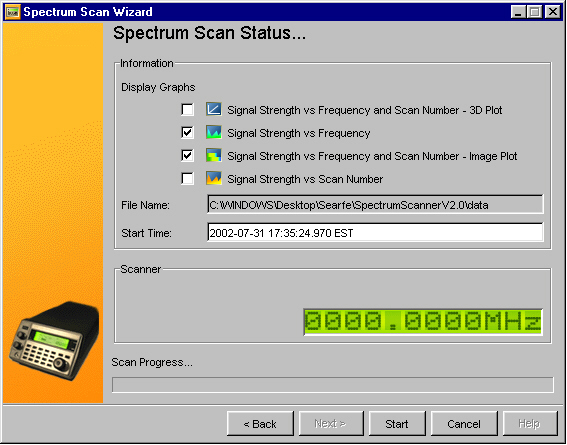 Spectrum Scan Wizard
Spectrum Scan Status...
Information
Display Graphs
Signal Strength vs Frequency and Scan Number - 3D Plot
Signal Strength vs Frequency
Signal Strength vs Frequency and Scan Number - Image Plot
Signal Strength vs Scan Number
File Name: C:\WINDOWS\Desktop\Searfe\SpectrumScannerV2.0\data
Start Time: 2002-07-31 17:35:24.970 EST
Scanner
0000.0000MHz
Scan Progress...
< Back Next > Start Cancel Help